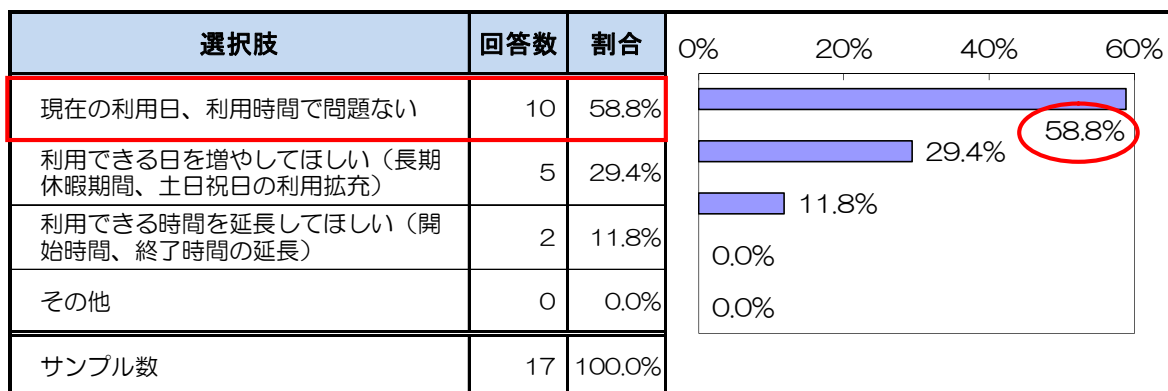 選択肢 回答数 割合
現在の利用日、利用時間で問題ない 10 58.8%
利用できる日を増やしてほしい（長期
休暇期間、土日祝日の利用拡充） 5 29.4%
利用できる時間を延長してほしい（開
始時間、終了時間の延長） 2 11.8%
その他 0 0.0%
サンプル数 17 100.0%
0% 20% 40% 60%
58.8%
29.4%
11.8%
0.0%
0.0%